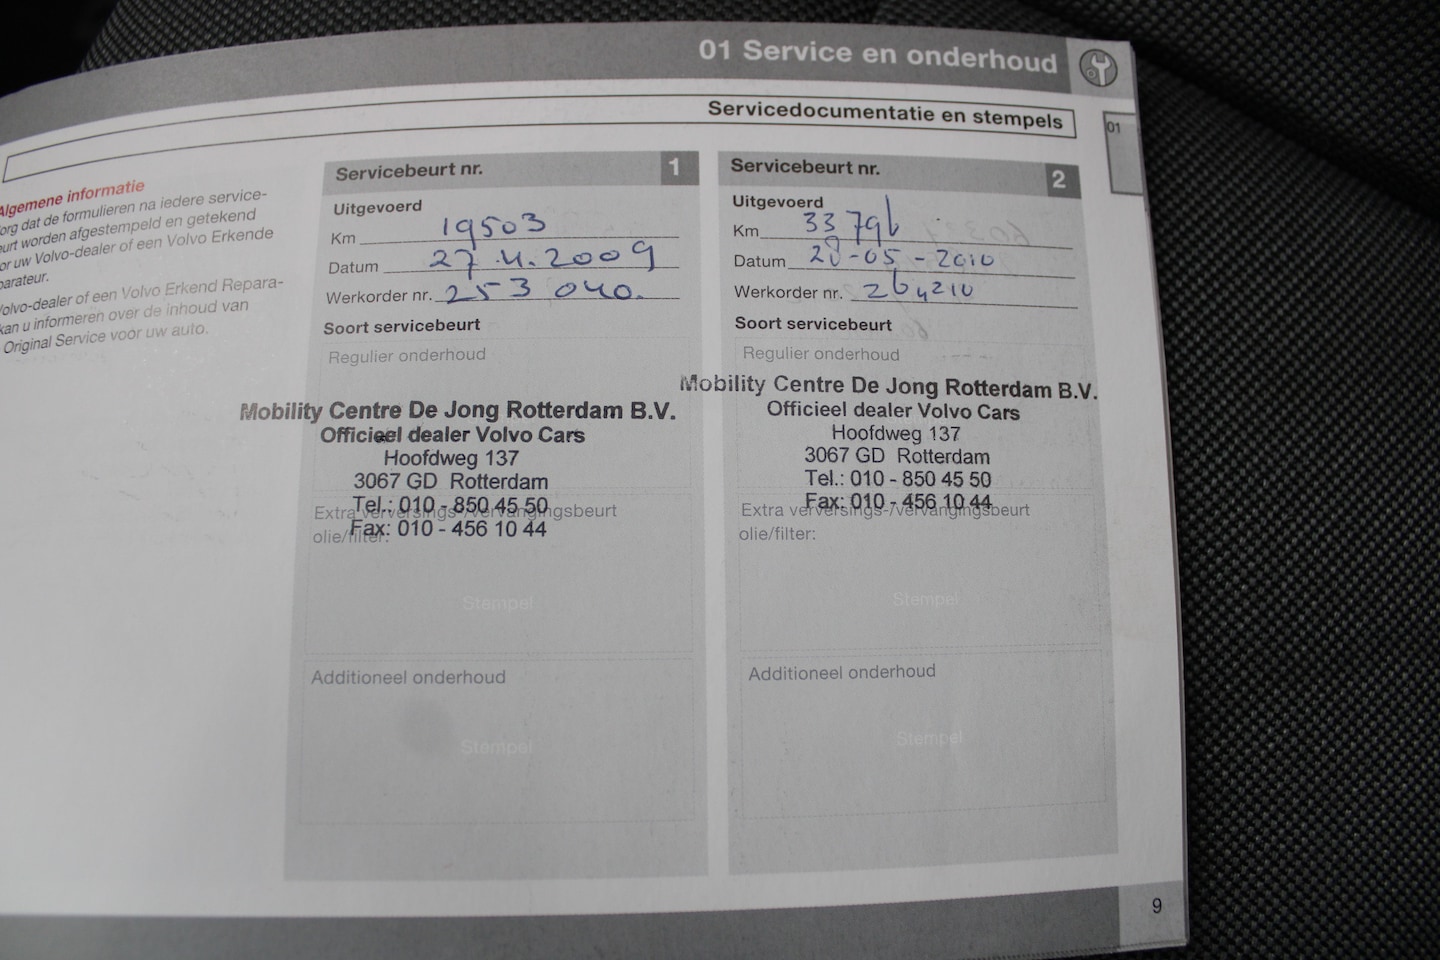 01 Service en onderhoud
Servicedocumentatie en stempels
01
Algemene informatie
org dat de formulieren na iedere service-
eurt worden afgestempeld en getekend
or uw Volvo-dealer of een Volvo Erkende
parateur.
Volvo-dealer of een Volvo Erkend Repara-
kan u informeren over de inhoud van
Original Service voor uw auto.
Servicebeurt nr. 1
Uitgevoerd
Km 19503
Datum 27.4.2009
Werkorder nr. 253 040.
Soort servicebeurt
Regulier onderhoud
Mobility Centre De Jong Rotterdam B.V.
Officieel dealer Volvo Cars
Hoofdweg 137
3067 GD Rotterdam
Tel.: 010 - 850 45 50
Fax: 010 - 456 10 44
Extra verversings-/vervangingsbeurt
olie/filter:
Stempel
Additioneel onderhoud
Stempel
Servicebeurt nr. 2
Uitgevoerd
Km 33796
Datum 28-05-2010
Werkorder nr.
Soort servicebeurt
Regulier onderhoud
Mobility Centre De Jong Rotterdam B.V.
Officieel dealer Volvo Cars
Hoofdweg 137
3067 GD Rotterdam
Tel.: 010 - 850 45 50
Fax: 010 - 456 10 44
Extra verversings-/vervangingsbeurt
olie/filter:
Stempel
Additioneel onderhoud
Stempel
9